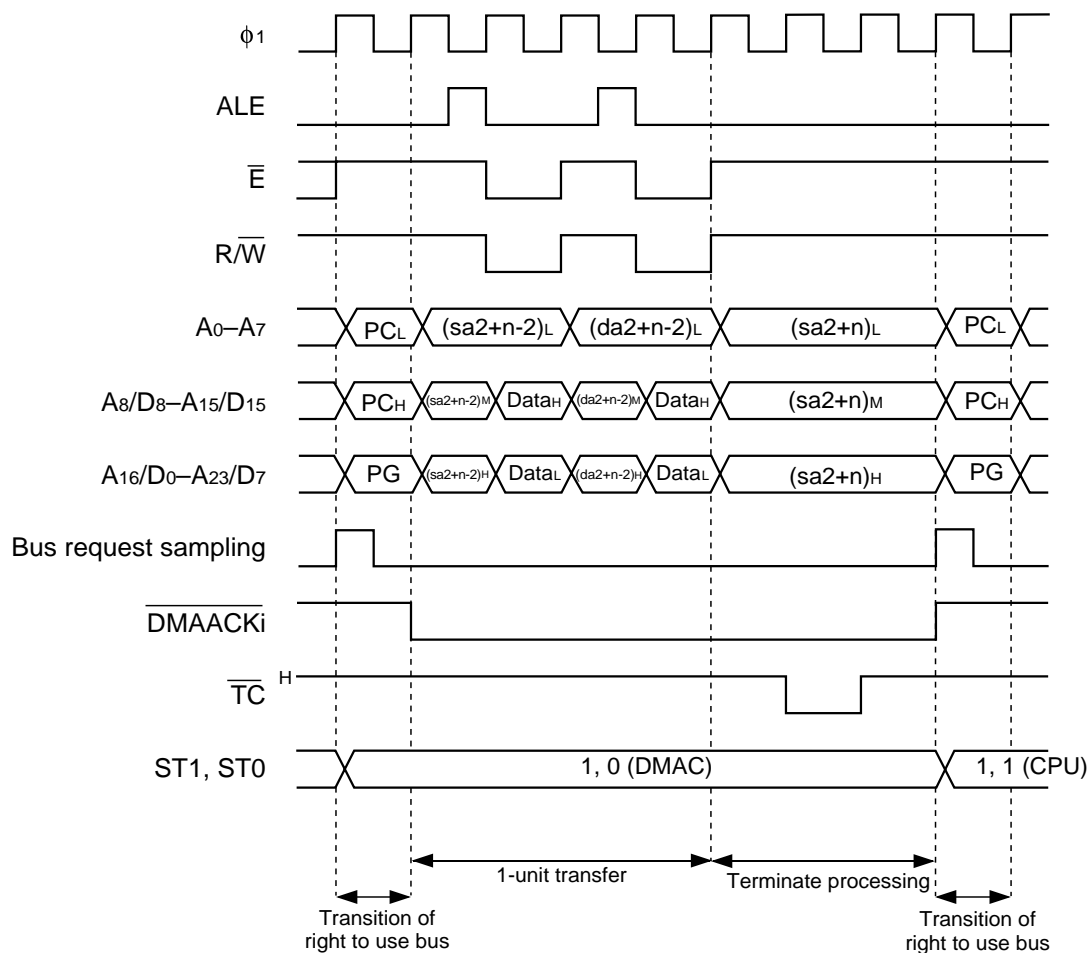 ϕ1
ALE
E
R/W
A0–A7 PCL (sa2+n-2)L (da2+n-2)L (sa2+n)L PCL
A8/D8–A15/D15 PCH (sa2+n-2)M DataH (da2+n-2)M DataH (sa2+n)M PCH
A16/D0–A23/D7 PG (sa2+n-2)H DataL (da2+n-2)H DataL (sa2+n)H PG
Bus request sampling
DMAACKi
TC H
ST1, ST0 1, 0 (DMAC) 1, 1 (CPU)
1-unit transfer Terminate processing
Transition of
right to use bus
Transition of
right to use bus